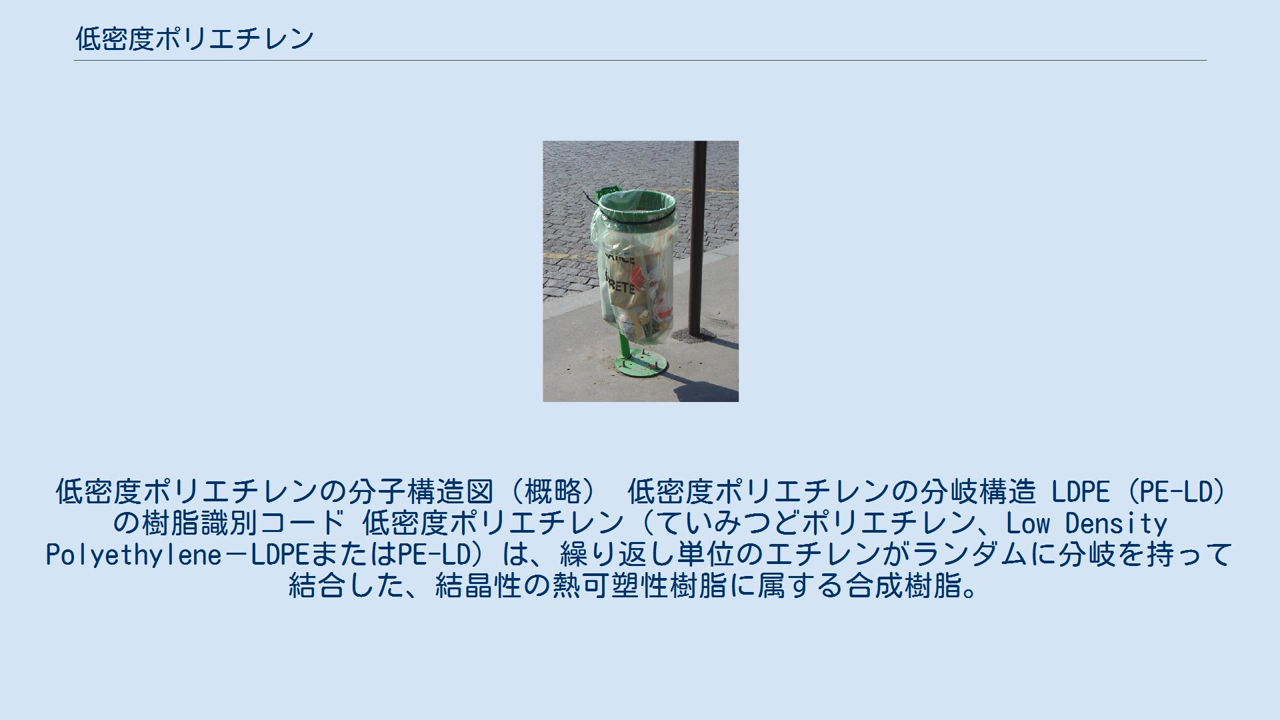 低密度ポリエチレン
RETE
低密度ポリエチレンの分子構造図（概略） 低密度ポリエチレンの分岐構造 LDPE（PE-LD）
の樹脂識別コード 低密度ポリエチレン（ていみつどポリエチレン、Low Density
Polyethylene－LDPEまたはPE-LD）は、繰り返し単位のエチレンがランダムに分岐を持って
結合した、結晶性の熱可塑性樹脂に属する合成樹脂。